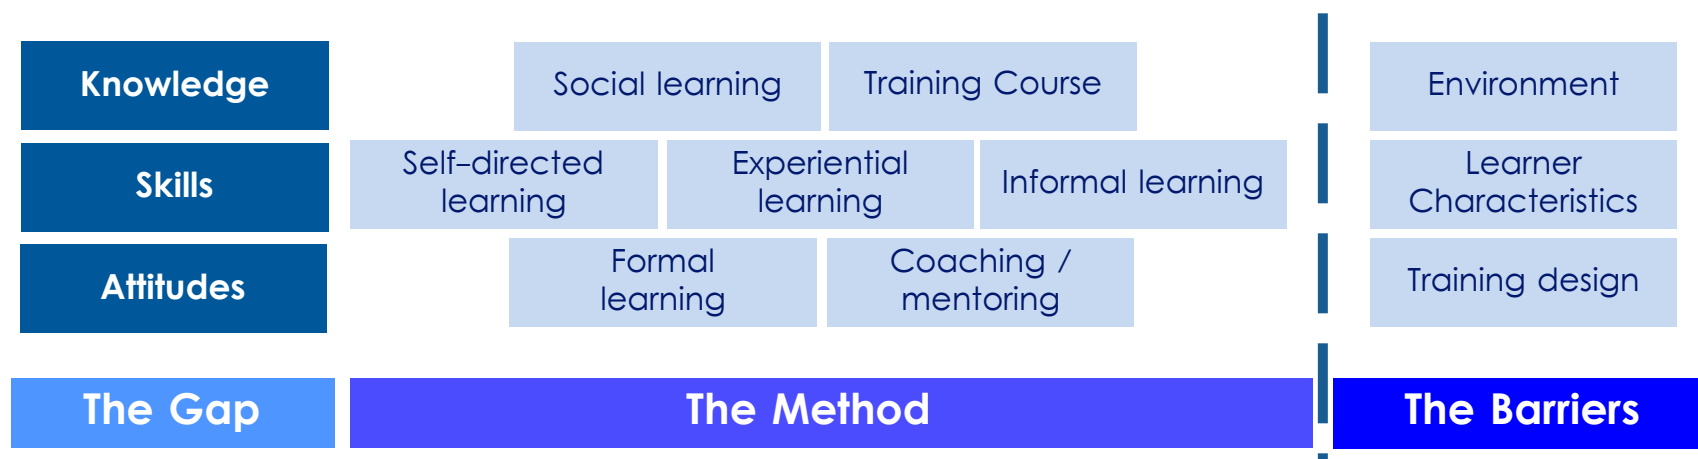 Knowledge
Social learning
Training Course
Environment
Skills
Self-directed
learning
Experiential
learning
Informal learning
Learner
Characteristics
Attitudes
Formal
learning
Coaching /
mentoring
Training design
The Gap
The Method
The Barriers